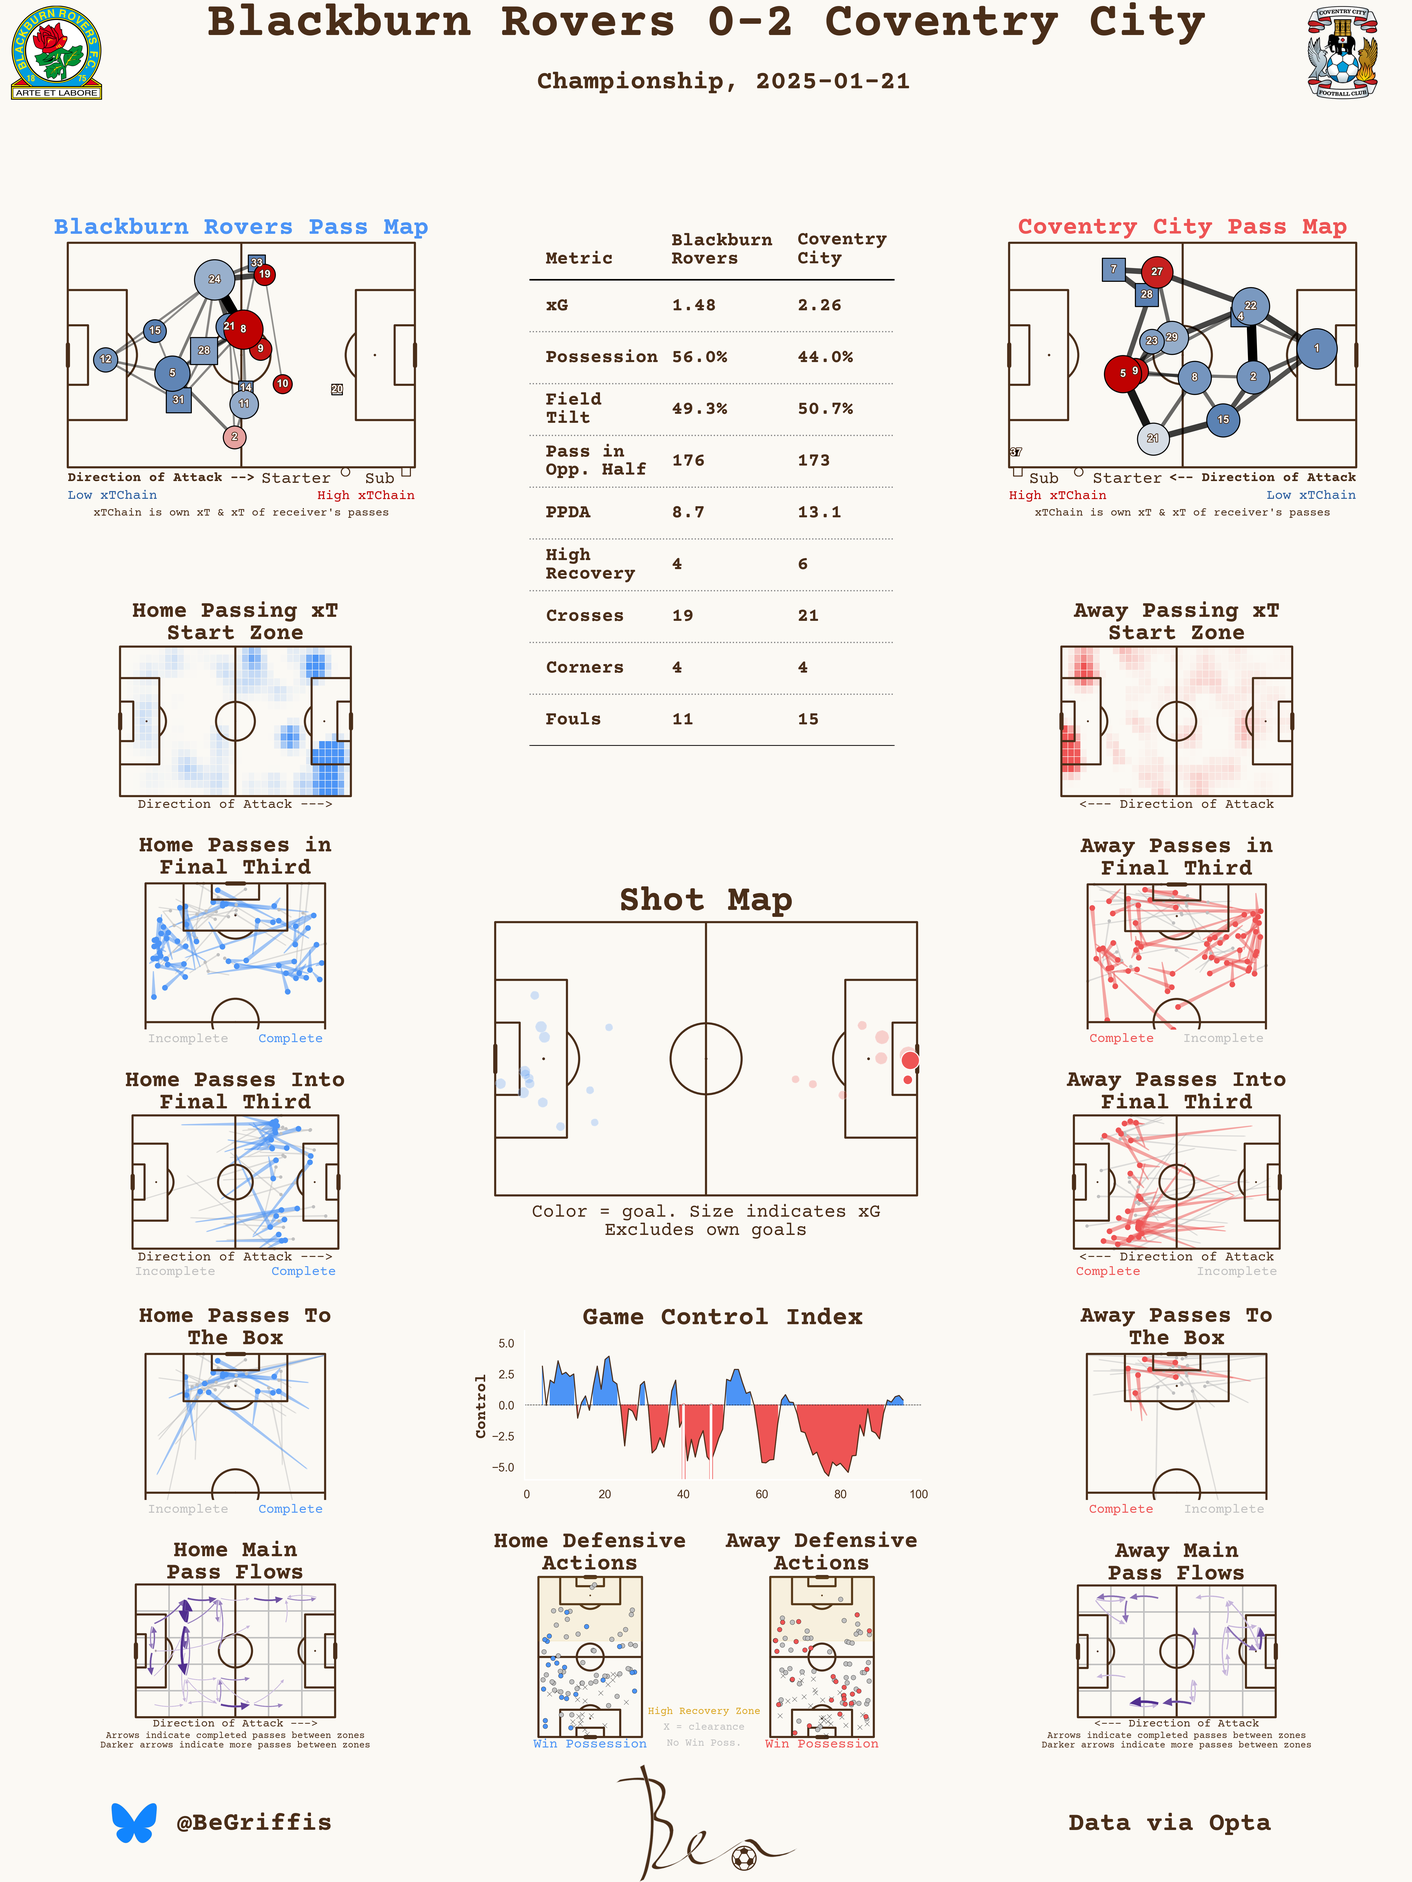 Blackburn Rovers 0-2 Coventry City
Championship, 2025-01-21
BLACKBURN ROVERS F.C.
18 75
ARTE ET LABORE
COVENTRY CITY
FOOTBALL CLUB
Blackburn Rovers Pass Map
33
24
19
21
8
15
9
28
12
5
10
14
20
31
11
2
Direction of Attack --> Starter Sub
Low xTChain High xTChain
xTChain is own xT & xT of receiver's passes
Metric Blackburn Rovers Coventry City
xG 1.48 2.26
Possession 56.0% 44.0%
Field Tilt 49.3% 50.7%
Pass in Opp. Half 176 173
PPDA 8.7 13.1
High Recovery 4 6
Crosses 19 21
Corners 4 4
Fouls 11 15
Coventry City Pass Map
7
27
28
22
4
29
23
1
5
9
8
2
15
21
37
Sub Starter <-- Direction of Attack
High xTChain Low xTChain
xTChain is own xT & xT of receiver's passes
Home Passing xT
Start Zone
Direction of Attack --->
Away Passing xT
Start Zone
<--- Direction of Attack
Home Passes in
Final Third
Incomplete Complete
Away Passes in
Final Third
Complete Incomplete
Shot Map
Color = goal. Size indicates xG
Excludes own goals
Home Passes Into
Final Third
Direction of Attack --->
Incomplete Complete
Away Passes Into
Final Third
<--- Direction of Attack
Complete Incomplete
Home Passes To
The Box
Incomplete Complete
Game Control Index
Control
5.0
2.5
0.0
−2.5
−5.0
0 20 40 60 80 100
Away Passes To
The Box
Complete Incomplete
Home Main
Pass Flows
Direction of Attack --->
Arrows indicate completed passes between zones
Darker arrows indicate more passes between zones
Home Defensive
Actions
Win Possession
High Recovery Zone
X = clearance
No Win Poss.
Away Defensive
Actions
Win Possession
Away Main
Pass Flows
<--- Direction of Attack
Arrows indicate completed passes between zones
Darker arrows indicate more passes between zones
@BeGriffis
Ben
Data via Opta